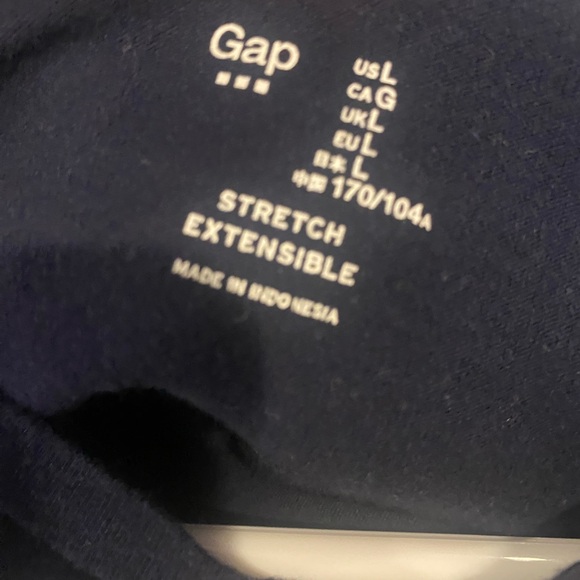 Gap
US L
CA G
UK L
EU L
日本 L
中国 170/104A
STRETCH
EXTENSIBLE
MADE IN INDONESIA